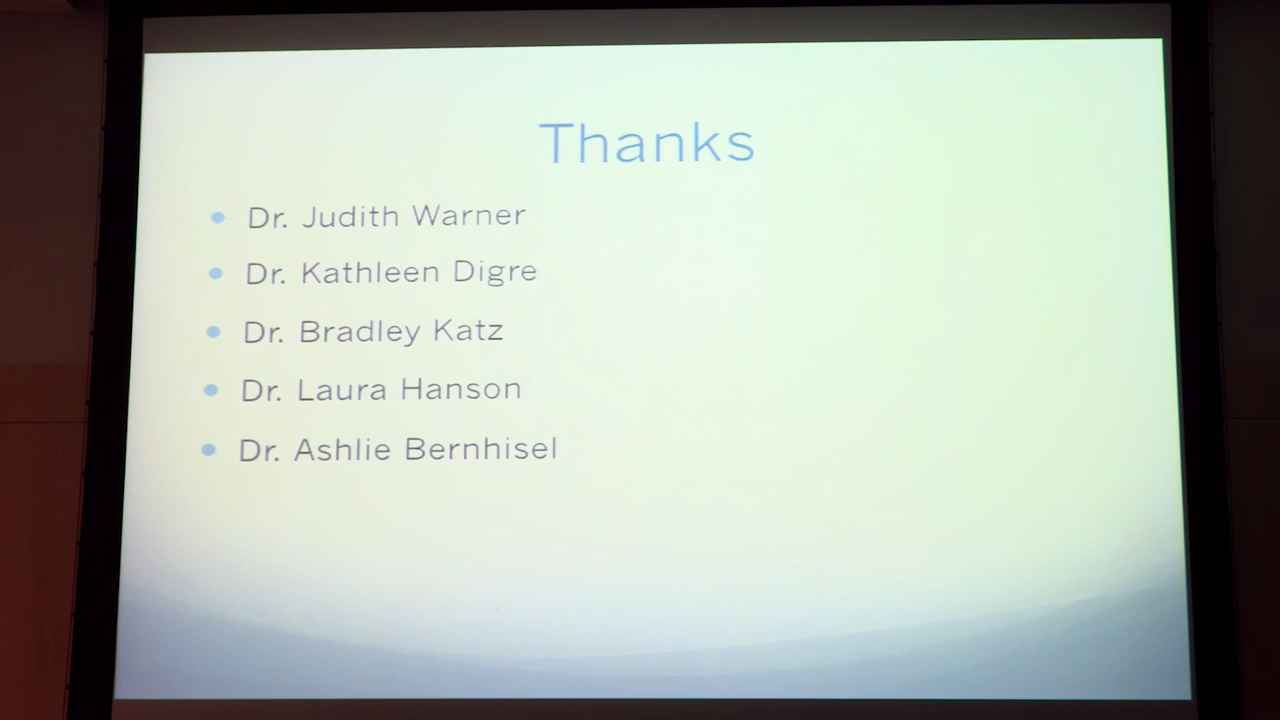 Thanks
Dr. Judith Warner
Dr. Kathleen Digre
Dr. Bradley Katz
Dr. Laura Hanson
Dr. Ashlie Bernhisel